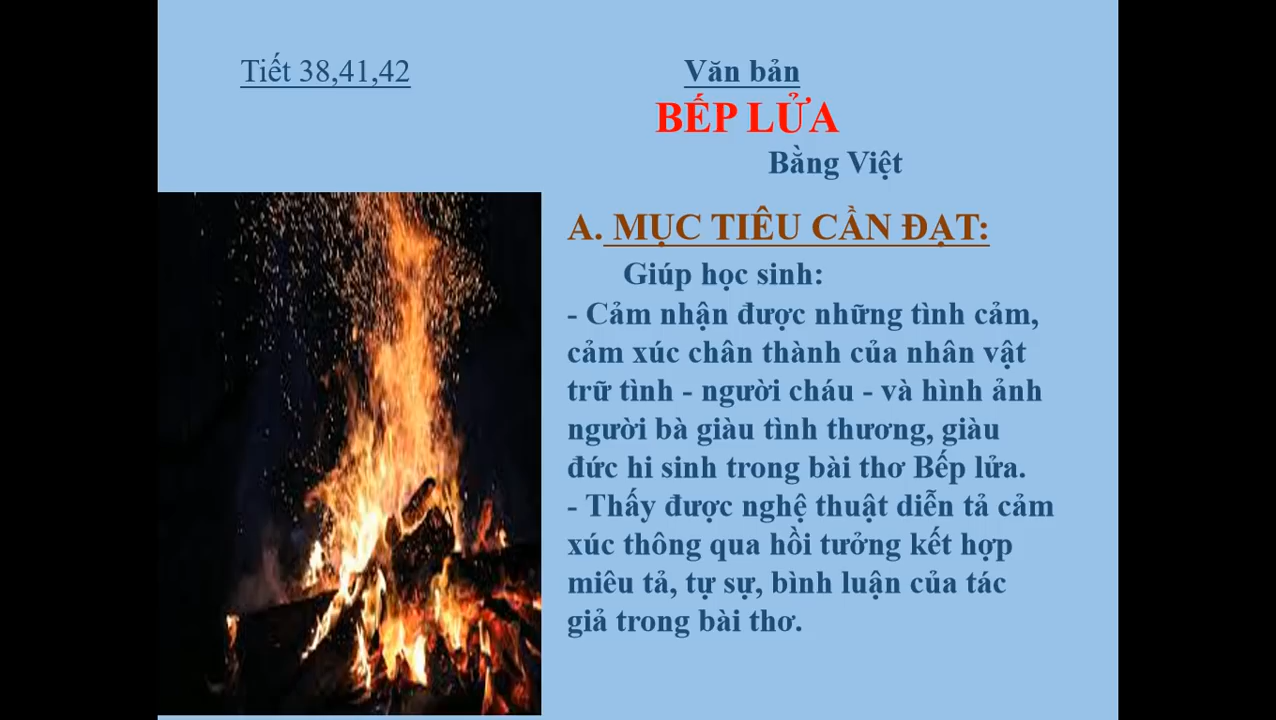 Tiết 38,41,42
Văn bản
BẾP LỬA
Bằng Việt
A. MỤC TIÊU CẦN ĐẠT:
Giúp học sinh:
- Cảm nhận được những tình cảm,
cảm xúc chân thành của nhân vật
trữ tình - người cháu - và hình ảnh
người bà giàu tình thương, giàu
đức hi sinh trong bài thơ Bếp lửa.
- Thấy được nghệ thuật diễn tả cảm
xúc thông qua hồi tưởng kết hợp
miêu tả, tự sự, bình luận của tác
giả trong bài thơ.